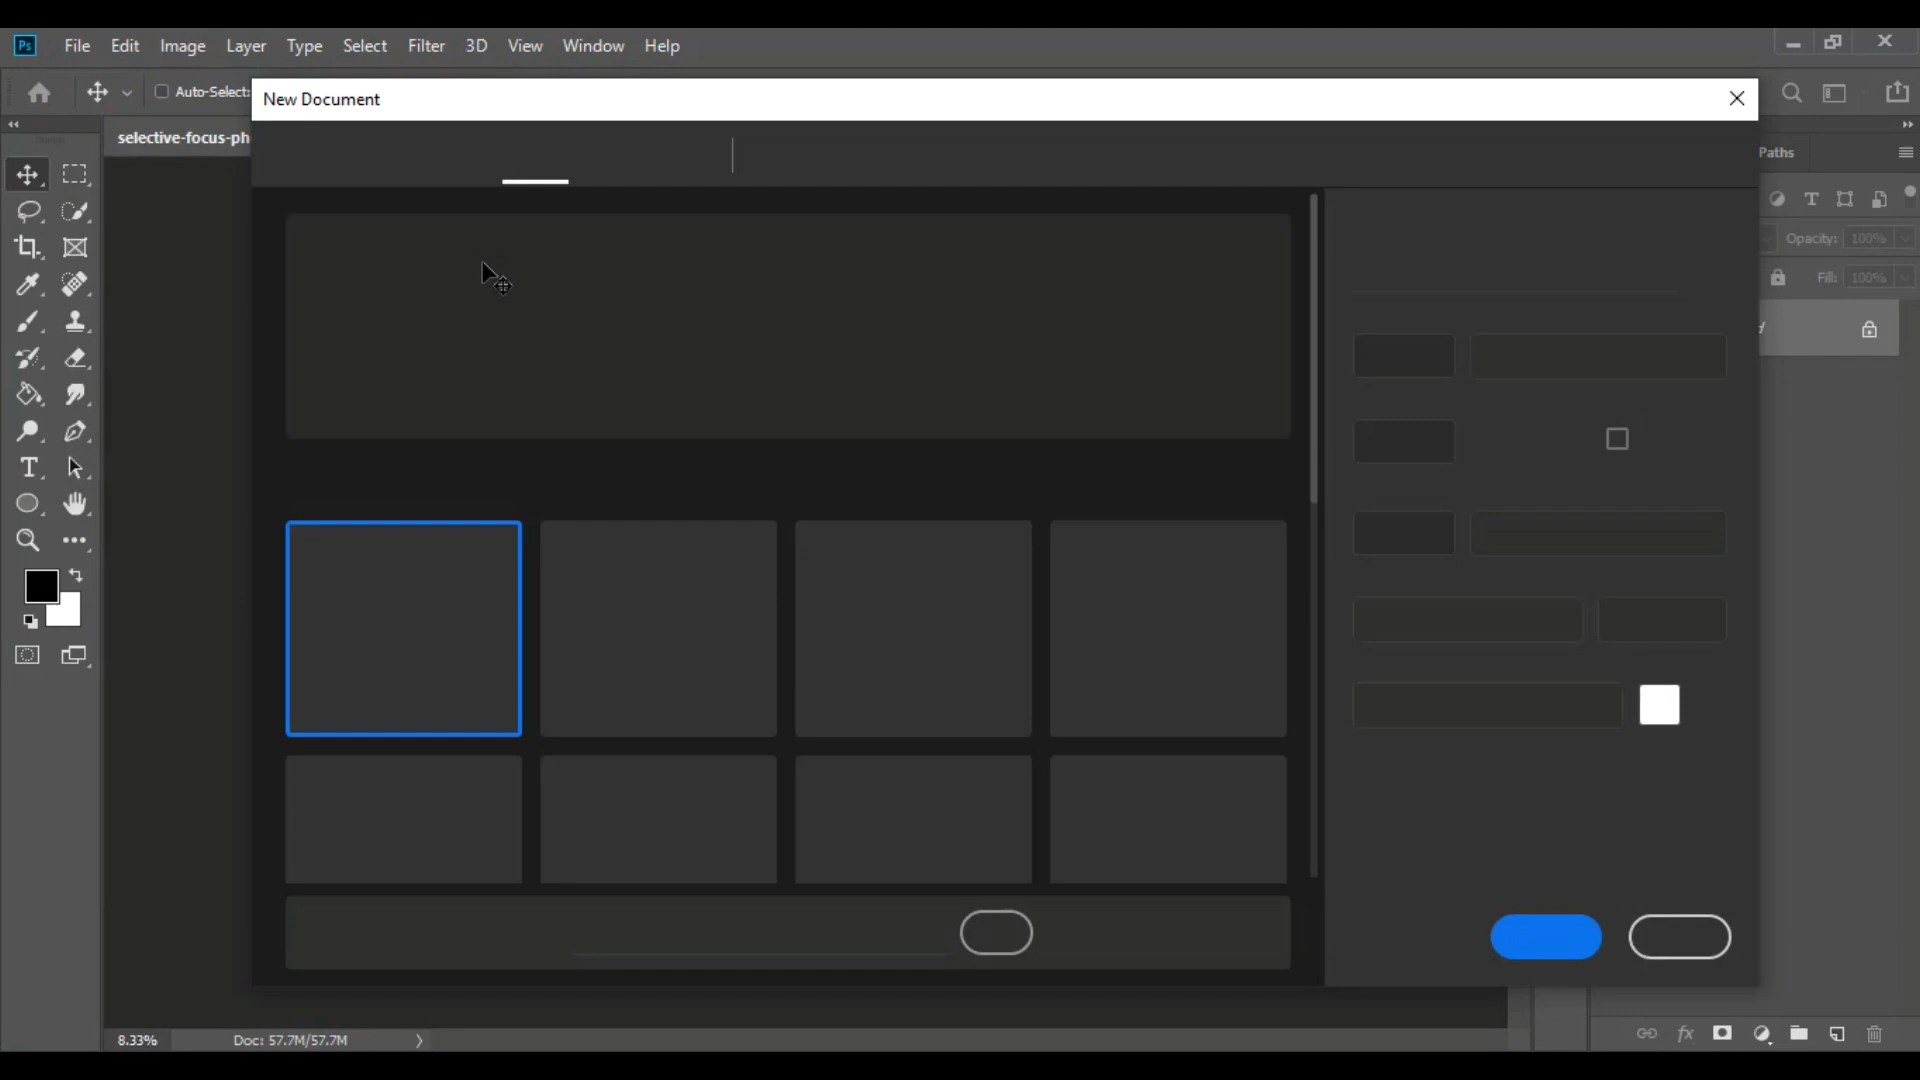 Ps File Edit Image Layer Type Select Filter 3D View Window Help
Auto-Select:
New Document
selective-focus-ph
Paths
Opacity: 100%
Fill: 100%
T
fx
8.33% Doc: 57.7M/57.7M